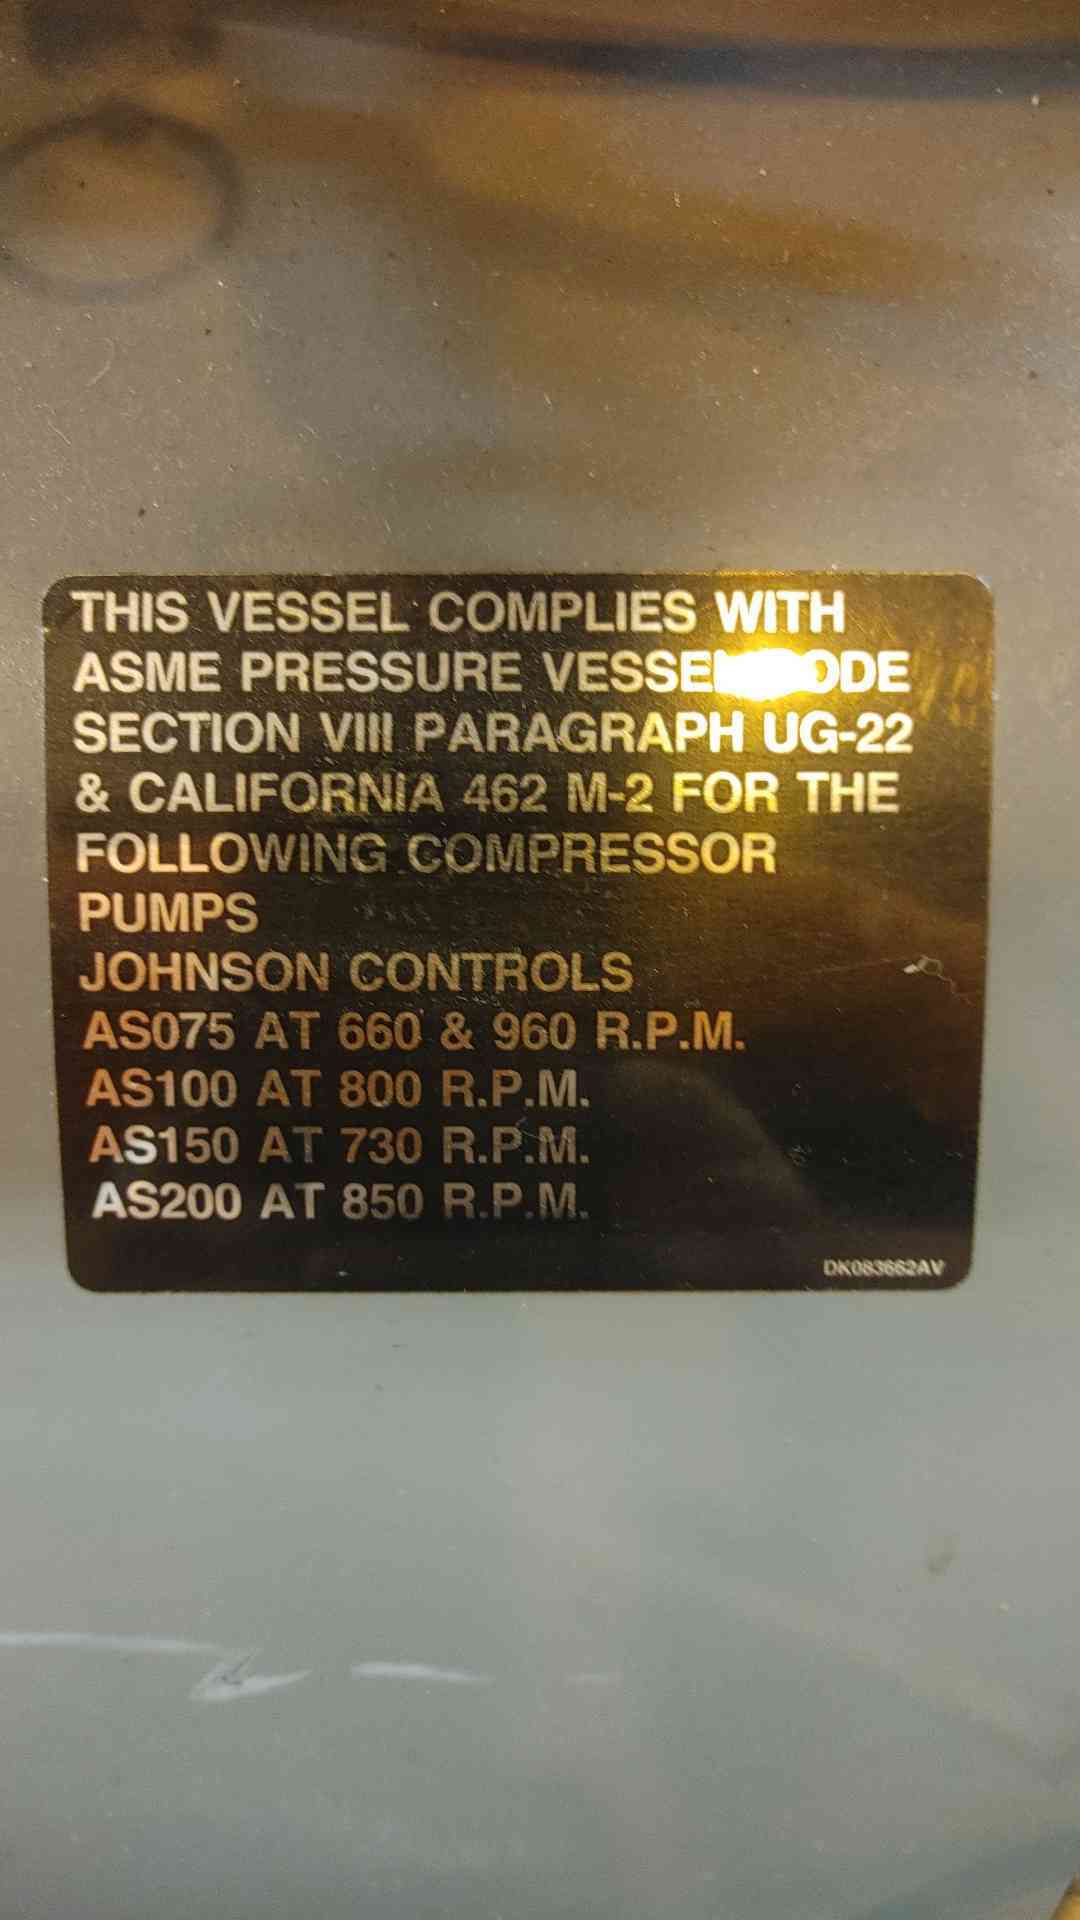 THIS VESSEL COMPLIES WITH
ASME PRESSURE VESSEL CODE
SECTION VIII PARAGRAPH UG-22
& CALIFORNIA 462 M-2 FOR THE
FOLLOWING COMPRESSOR
PUMPS
JOHNSON CONTROLS
AS075 AT 660 & 960 R.P.M.
AS100 AT 800 R.P.M.
AS150 AT 730 R.P.M.
AS200 AT 850 R.P.M.
DK083662AV